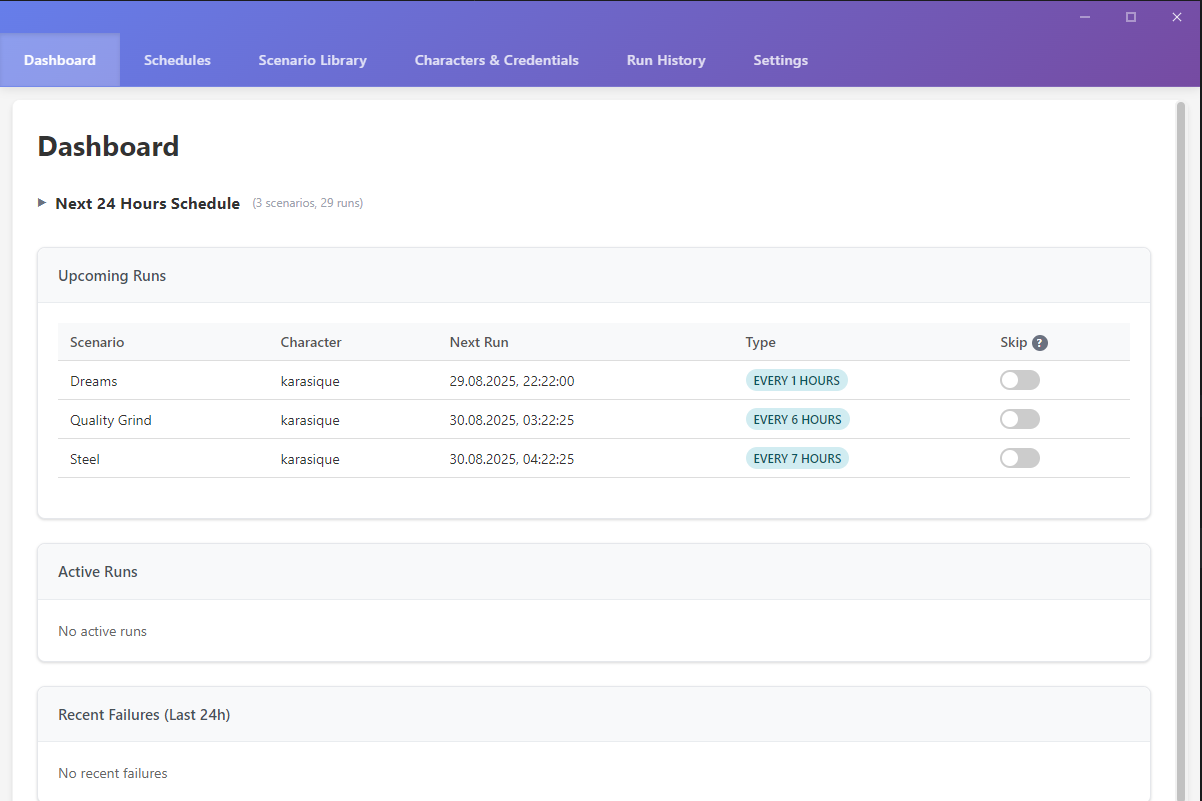 Dashboard Schedules Scenario Library Characters & Credentials Run History Settings
Dashboard
Next 24 Hours Schedule (3 scenarios, 29 runs)
Upcoming Runs
Scenario Character Next Run Type Skip ?
Dreams karasique 29.08.2025, 22:22:00 EVERY 1 HOURS
Quality Grind karasique 30.08.2025, 03:22:25 EVERY 6 HOURS
Steel karasique 30.08.2025, 04:22:25 EVERY 7 HOURS
Active Runs
No active runs
Recent Failures (Last 24h)
No recent failures